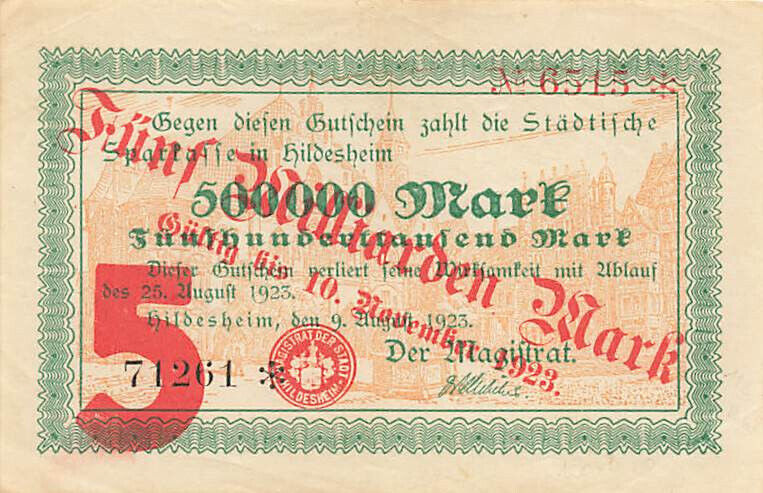 № 6515 *
Gegen diesen Gutschein zahlt die Städtische
Sparkasse in Hildesheim
500000 Mark
Fünfhunderttausend Mark
Dieser Gutschein verliert seine Wirksamkeit mit Ablauf
des 25. August 1923.
Hildesheim, den 9. August 1923.
Der Magistrat.
Fünf Milliarden Mark
Gültig bis 10. November 1923.
5
71261 *
MAGISTRAT DER STADT
HILDESHEIM